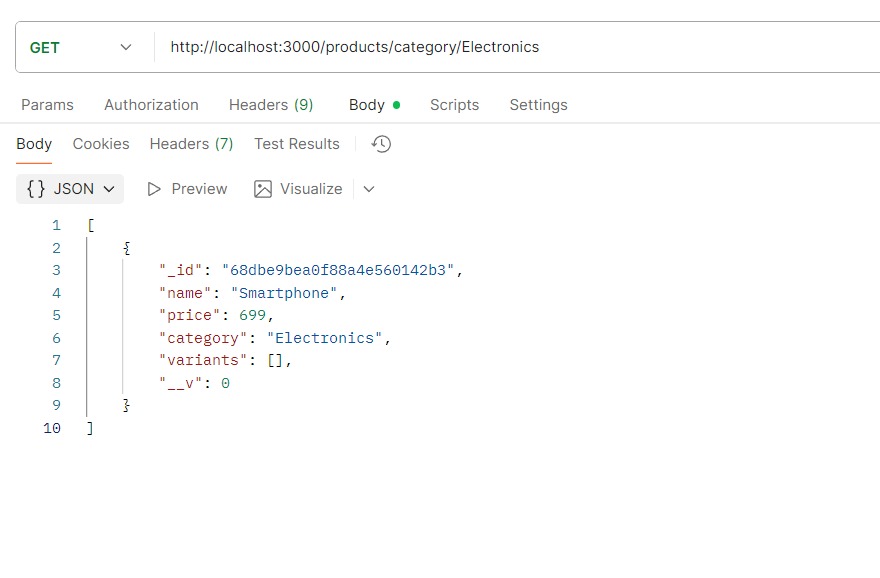 GET http://localhost:3000/products/category/Electronics
Params Authorization Headers (9) Body Scripts Settings
Body Cookies Headers (7) Test Results
{} JSON Preview Visualize
1 [
2 {
3 "_id": "68dbe9bea0f88a4e560142b3",
4 "name": "Smartphone",
5 "price": 699,
6 "category": "Electronics",
7 "variants": [],
8 "__v": 0
9 }
10 ]